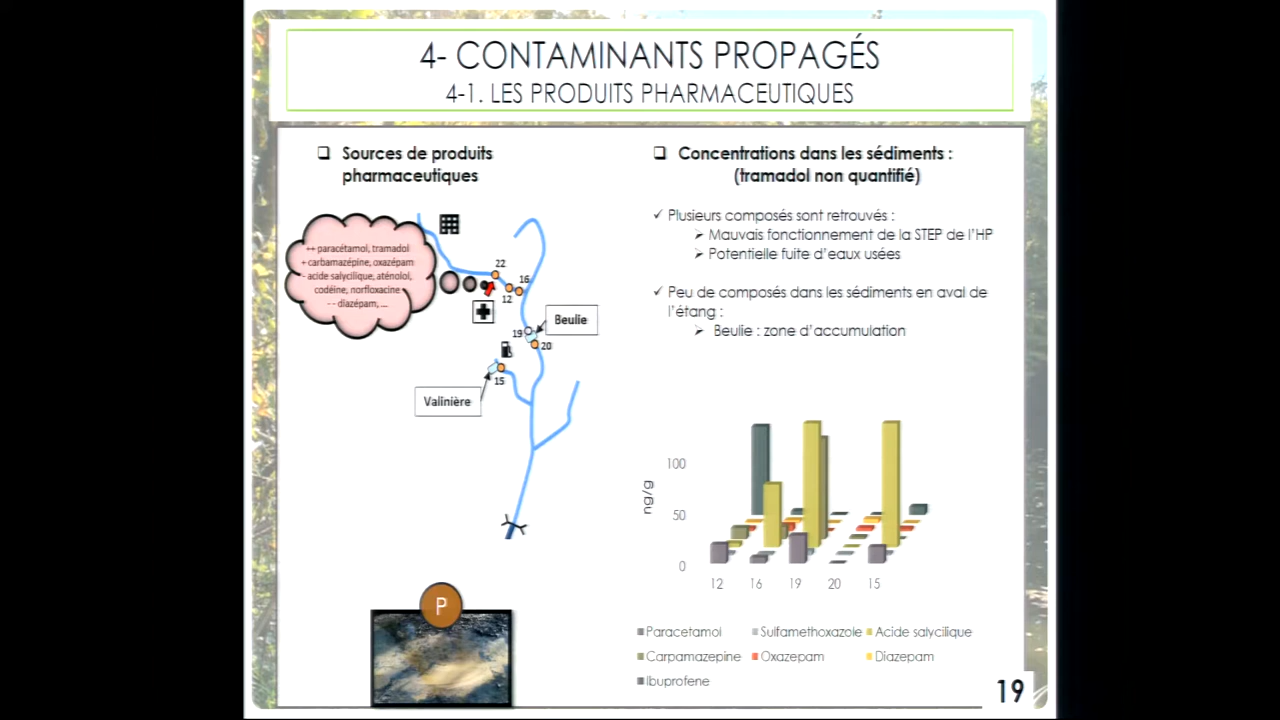 4- CONTAMINANTS PROPAGÉS
4-1. LES PRODUITS PHARMACEUTIQUES
❑ Sources de produits
pharmaceutiques
++ paracétamol, tramadol
+ carbamazépine, oxazépam
- acide salycilique, aténolol,
codéine, norfloxacine
- - diazépam, ...
22
16
12
Beulie
19
20
15
Valinière
P
❑ Concentrations dans les sédiments :
(tramadol non quantifié)
✓ Plusieurs composés sont retrouvés :
➢ Mauvais fonctionnement de la STEP de l'HP
➢ Potentielle fuite d'eaux usées
✓ Peu de composés dans les sédiments en aval de
l'étang :
➢ Beulie : zone d'accumulation
100
50
0
ng/g
12 16 19 20 15
Paracetamol Sulfamethoxazole Acide salycilique
Carpamazepine Oxazepam Diazepam
Ibuprofene
19